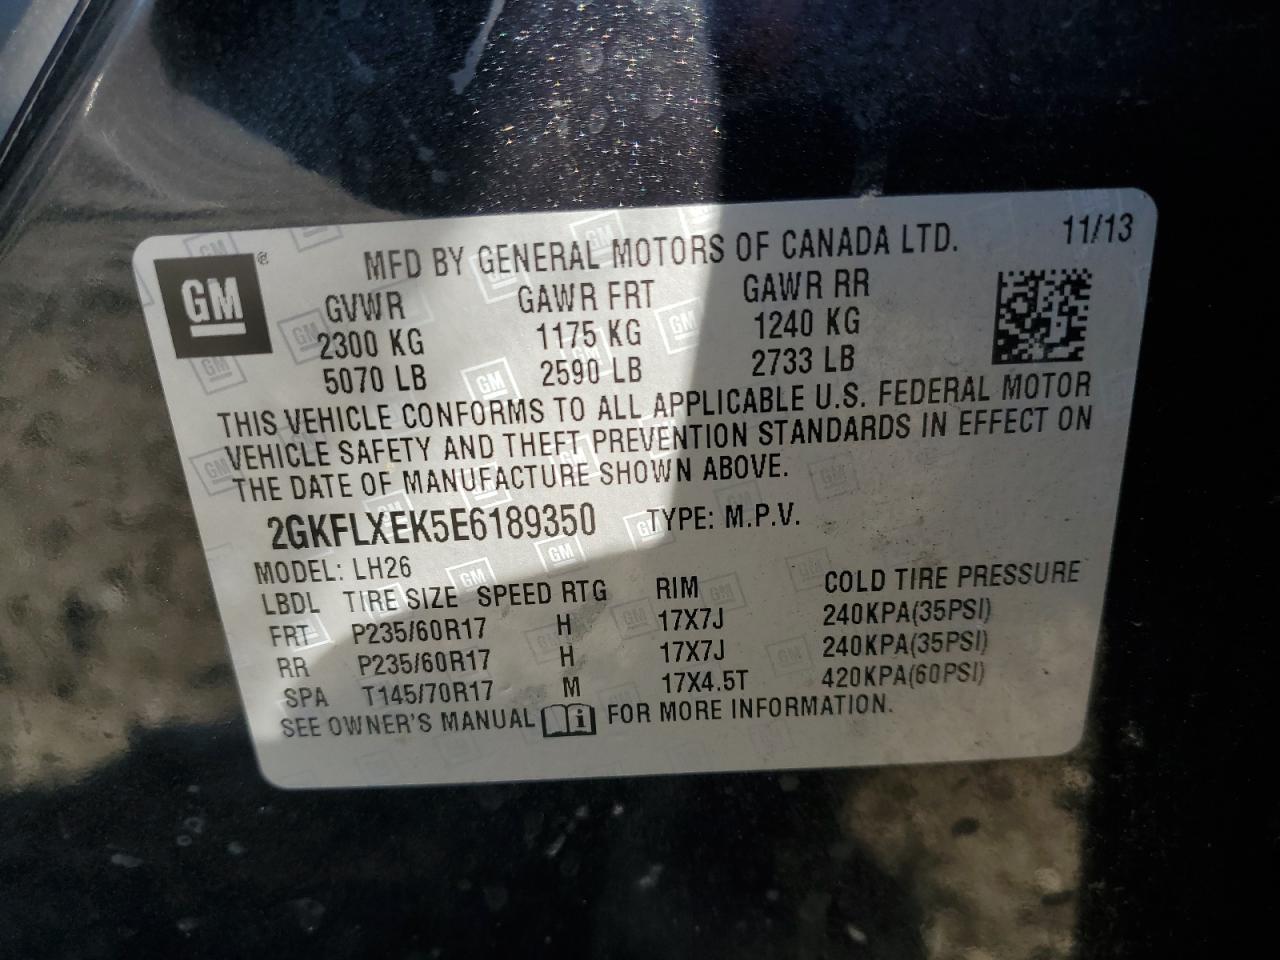 GM ®
MFD BY GENERAL MOTORS OF CANADA LTD. 11/13
GVWR GAWR FRT GAWR RR
2300 KG 1175 KG 1240 KG
5070 LB 2590 LB 2733 LB
THIS VEHICLE CONFORMS TO ALL APPLICABLE U.S. FEDERAL MOTOR
VEHICLE SAFETY AND THEFT PREVENTION STANDARDS IN EFFECT ON
THE DATE OF MANUFACTURE SHOWN ABOVE.
2GKFLXEK5E6189350 TYPE: M.P.V.
MODEL: LH26
LBDL TIRE SIZE SPEED RTG RIM COLD TIRE PRESSURE
FRT P235/60R17 H 17X7J 240KPA(35PSI)
RR P235/60R17 H 17X7J 240KPA(35PSI)
SPA T145/70R17 M 17X4.5T 420KPA(60PSI)
SEE OWNER'S MANUAL i FOR MORE INFORMATION.